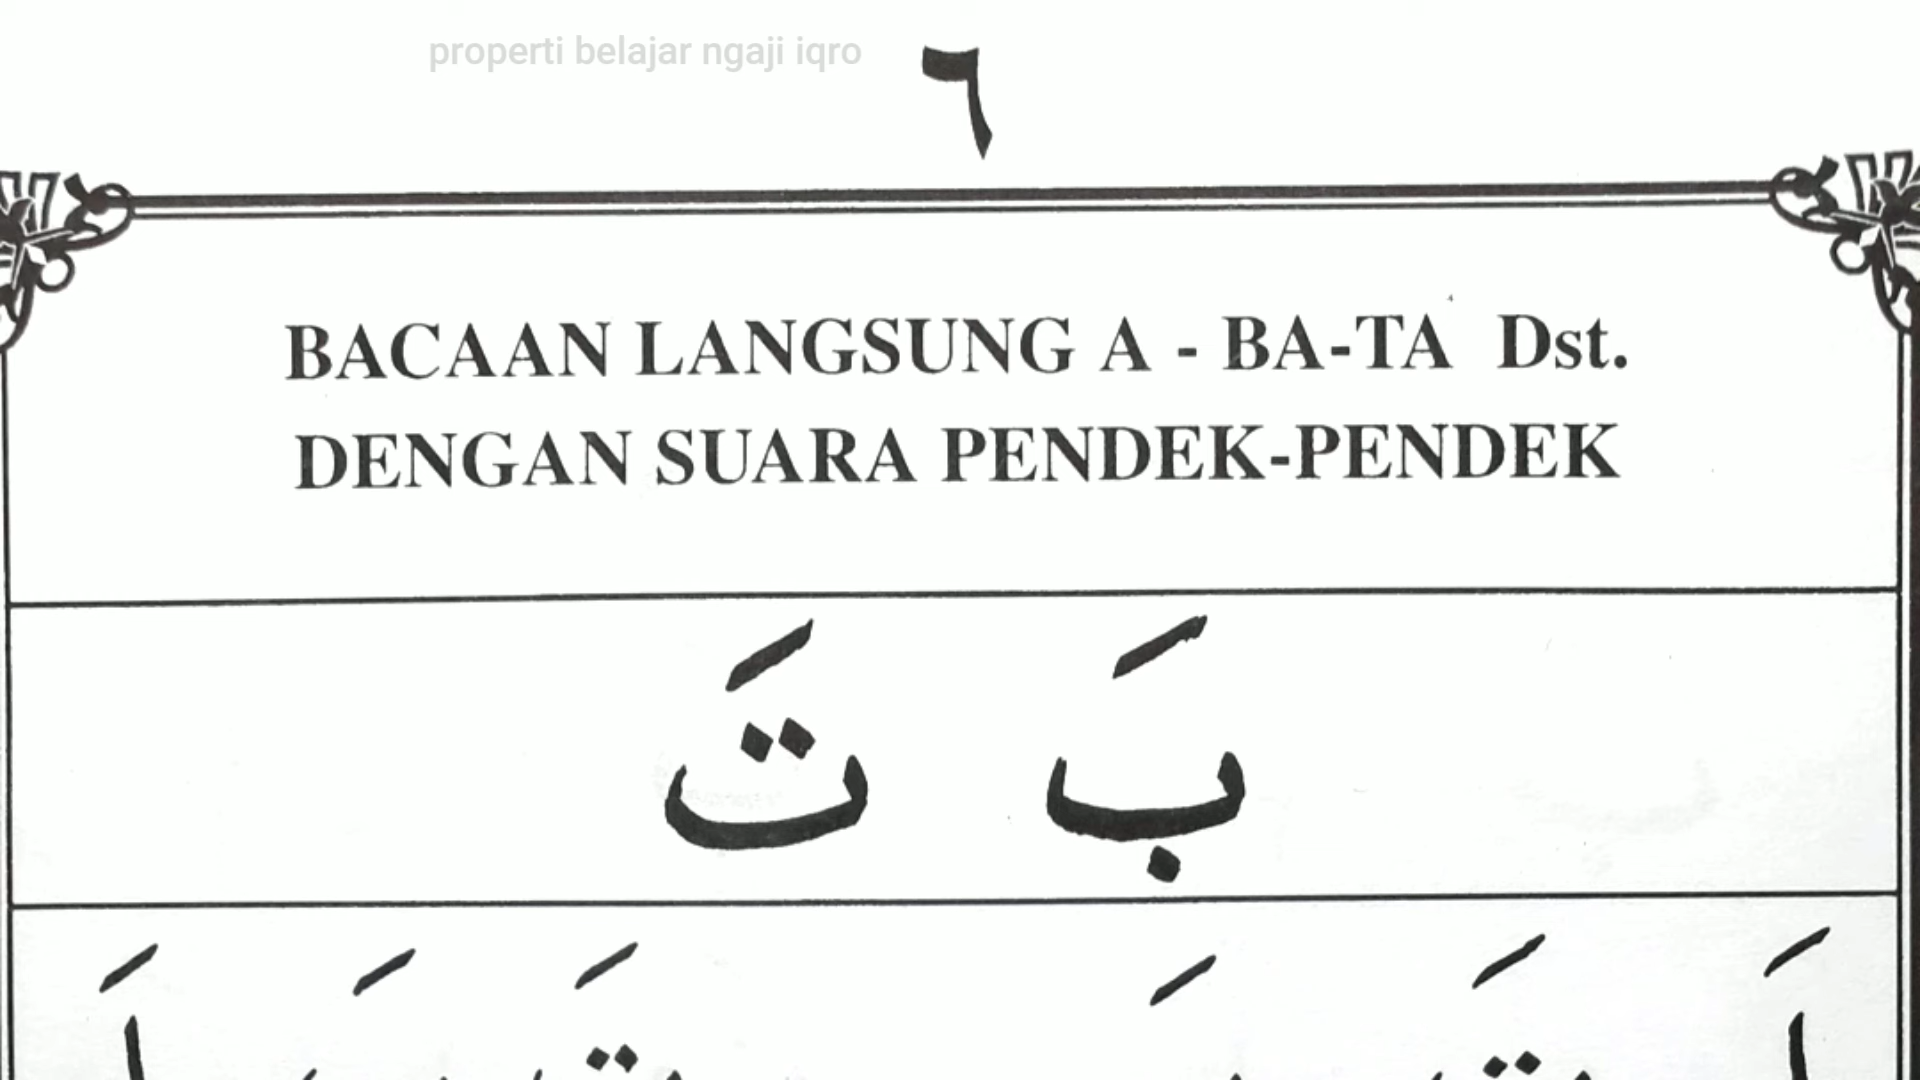 properti belajar ngaji iqro
٦
BACAAN LANGSUNG A - BA-TA Dst.
DENGAN SUARA PENDEK-PENDEK
بَ تَ